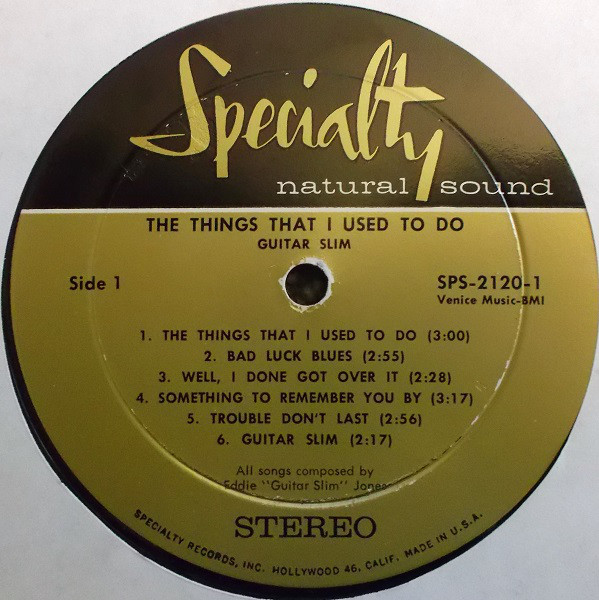 Specialty
natural sound
THE THINGS THAT I USED TO DO
GUITAR SLIM
Side 1
SPS-2120-1
Venice Music-BMI
1. THE THINGS THAT I USED TO DO (3:00)
2. BAD LUCK BLUES (2:55)
3. WELL, I DONE GOT OVER IT (2:28)
4. SOMETHING TO REMEMBER YOU BY (3:17)
5. TROUBLE DON'T LAST (2:56)
6. GUITAR SLIM (2:17)
All songs composed by
Eddie "Guitar Slim" Jones
STEREO
SPECIALTY RECORDS, INC. HOLLYWOOD 46, CALIF. MADE IN U.S.A.